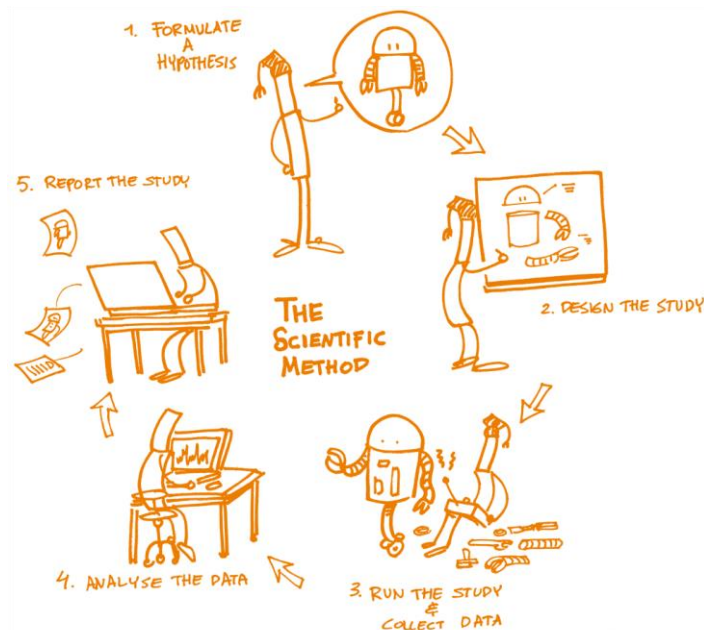 1. FORMULATE
A
HYPOTHESIS
2. DESIGN THE STUDY
3. RUN THE STUDY
&
COLLECT DATA
4. ANALYSE THE DATA
5. REPORT THE STUDY
THE
SCIENTIFIC
METHOD